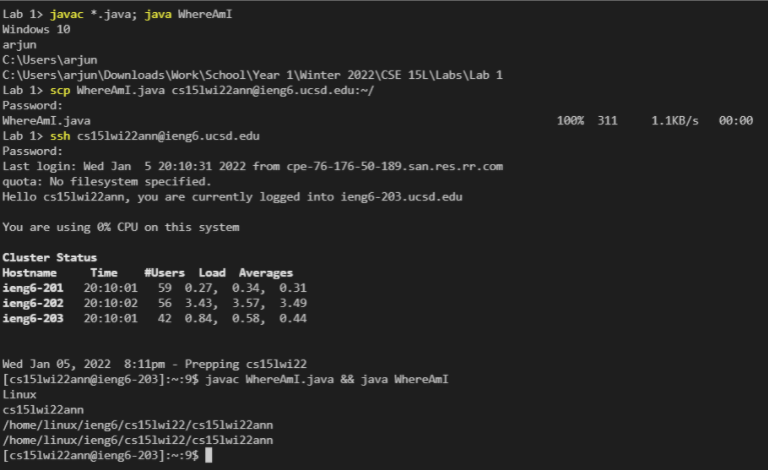 Lab 1> javac *.java; java WhereAmI
Windows 10
arjun
C:\Users\arjun
C:\Users\arjun\Downloads\Work\School\Year 1\Winter 2022\CSE 15L\Labs\Lab 1
Lab 1> scp WhereAmI.java cs15lwi22ann@ieng6.ucsd.edu:~/
Password:
WhereAmI.java 100% 311 1.1KB/s 00:00
Lab 1> ssh cs15lwi22ann@ieng6.ucsd.edu
Password:
Last login: Wed Jan  5 20:10:31 2022 from cpe-76-176-50-189.san.res.rr.com
quota: No filesystem specified.
Hello cs15lwi22ann, you are currently logged into ieng6-203.ucsd.edu
You are using 0% CPU on this system
Cluster Status
Hostname Time #Users Load Averages
ieng6-201 20:10:01 59 0.27, 0.34, 0.31
ieng6-202 20:10:02 56 3.43, 3.57, 3.49
ieng6-203 20:10:01 42 0.84, 0.58, 0.44
Wed Jan 05, 2022  8:11pm - Prepping cs15lwi22
[cs15lwi22ann@ieng6-203]:~:9$ javac WhereAmI.java && java WhereAmI
Linux
cs15lwi22ann
/home/linux/ieng6/cs15lwi22/cs15lwi22ann
/home/linux/ieng6/cs15lwi22/cs15lwi22ann
[cs15lwi22ann@ieng6-203]:~:9$